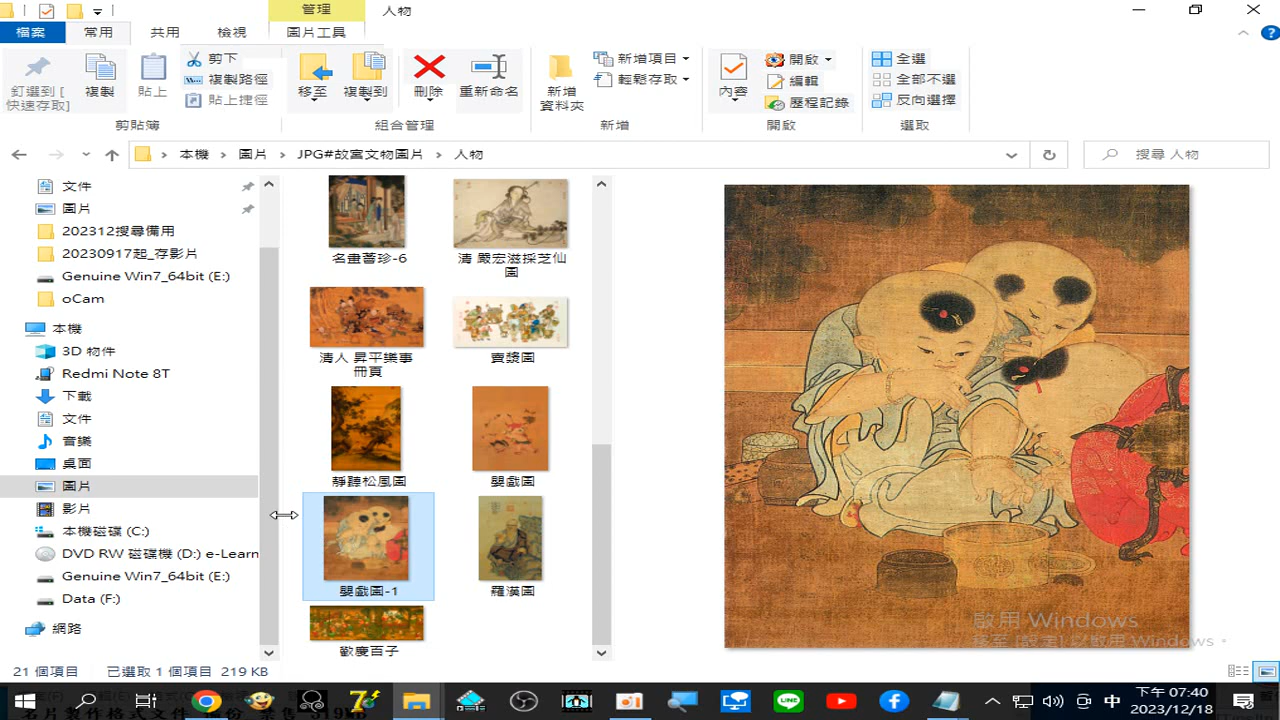 管理
人物
檔案
常用
共用
檢視
圖片工具
釘選到 [
快速存取]
複製
貼上
剪下
複製路徑
貼上捷徑
移至
複製到
刪除
重新命名
新增
資料夾
新增項目
輕鬆存取
內容
開啟
編輯
歷程記錄
全選
全部不選
反向選擇
剪貼簿
組合管理
新增
開啟
選取
本機 › 圖片 › JPG#故宮文物圖片 › 人物
搜尋 人物
文件
圖片
202312搜尋備用
20230917起_存影片
Genuine Win7_64bit (E:)
oCam
本機
3D 物件
Redmi Note 8T
下載
文件
音樂
桌面
圖片
影片
本機磁碟 (C:)
DVD RW 磁碟機 (D:) e-Learn
Genuine Win7_64bit (E:)
Data (F:)
網路
名畫薈珍-6
清 嚴宏滋採芝仙
圖
清人 昇平樂事
冊頁
賣漿圖
靜聽松風圖
嬰戲圖
嬰戲圖-1
羅漢圖
歡慶百子
啟用 Windows
移至 [設定] 以啟用 Windows。
21 個項目
已選取 1 個項目 219 KB
中
下午 07:40
2023/12/18